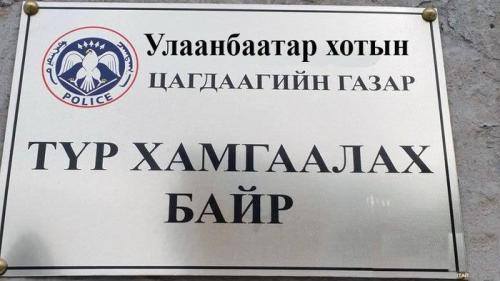 Улаанбаатар хотын
ЦАГДААГИЙН ГАЗАР
POLICE
ТҮР ХАМГААЛАХ
БАЙР